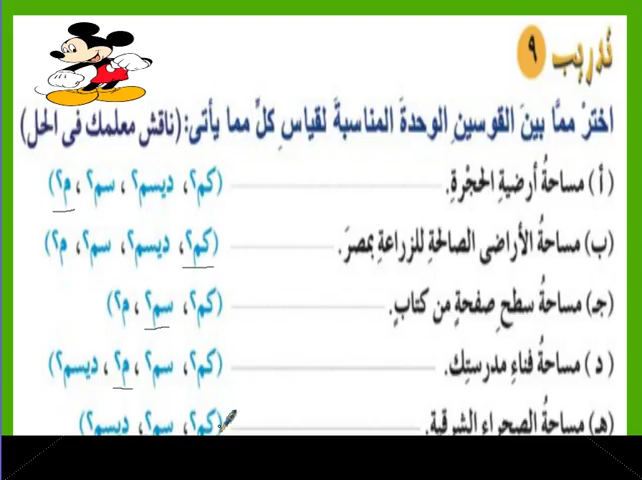 تدريب ٩
اخترْ ممَّا بينَ القوسينِ الوحدةَ المناسبةَ لقياسِ كلِّ مما يأتى: (ناقش معلمك فى الحل)
(أ) مساحةُ أرضيةِ الحجْرةِ. (كم٢، ديسم٢، سم٢، م٢)
(ب) مساحةُ الأراضى الصالحةِ للزراعةِ بمصرَ. (كم٢، ديسم٢، سم٢، م٢)
(جـ) مساحةُ سطحِ صفحةٍ من كتابٍ. (كم٢، سم٢، م٢)
(د) مساحةُ فناءِ مدرستِك. (كم٢، سم٢، م٢، ديسم٢)
(هـ) مساحةُ الصحراءِ الشرقيةِ. (كم٢، سم٢، ديسم٢)